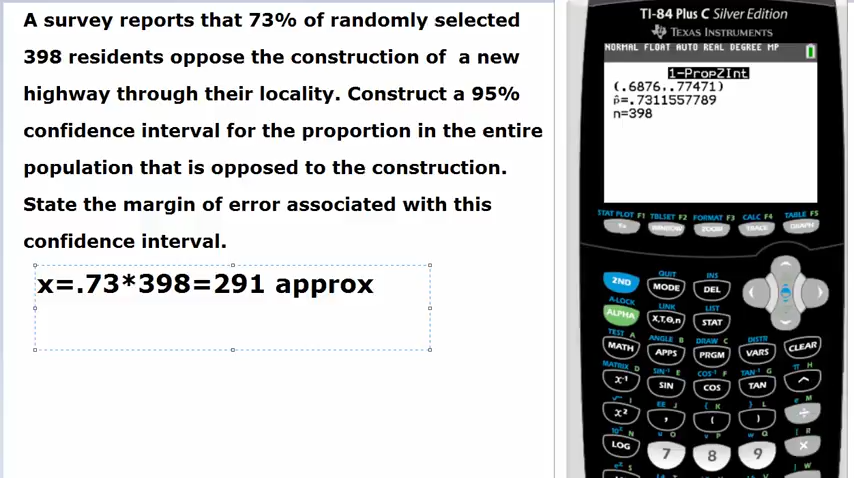 A survey reports that 73% of randomly selected
398 residents oppose the construction of a new
highway through their locality. Construct a 95%
confidence interval for the proportion in the entire
population that is opposed to the construction.
State the margin of error associated with this
confidence interval.
x=.73*398=291 approx
TI-84 Plus C Silver Edition
TEXAS INSTRUMENTS
NORMAL FLOAT AUTO REAL DEGREE MP
1-PropZInt
(.6876,.77471)
p̂=.7311557789
n=398
STAT PLOT F1 TBLSET F2 FORMAT F3 CALC F4 TABLE F5
Y= WINDOW ZOOM TRACE GRAPH
QUIT INS
2ND MODE DEL
A-LOCK LINK LIST
ALPHA X,T,Θ,n STAT
TEST A ANGLE B DRAW C DISTR
MATH APPS PRGM VARS CLEAR
MATRIX D SIN⁻¹ E COS⁻¹ F TAN⁻¹ G π H
x⁻¹ SIN COS TAN ^
√ I EE J { K } L e M
x² , ( ) ÷
10ˣ N u O v P w Q [ R
LOG 7 8 9 ×
eˣ S